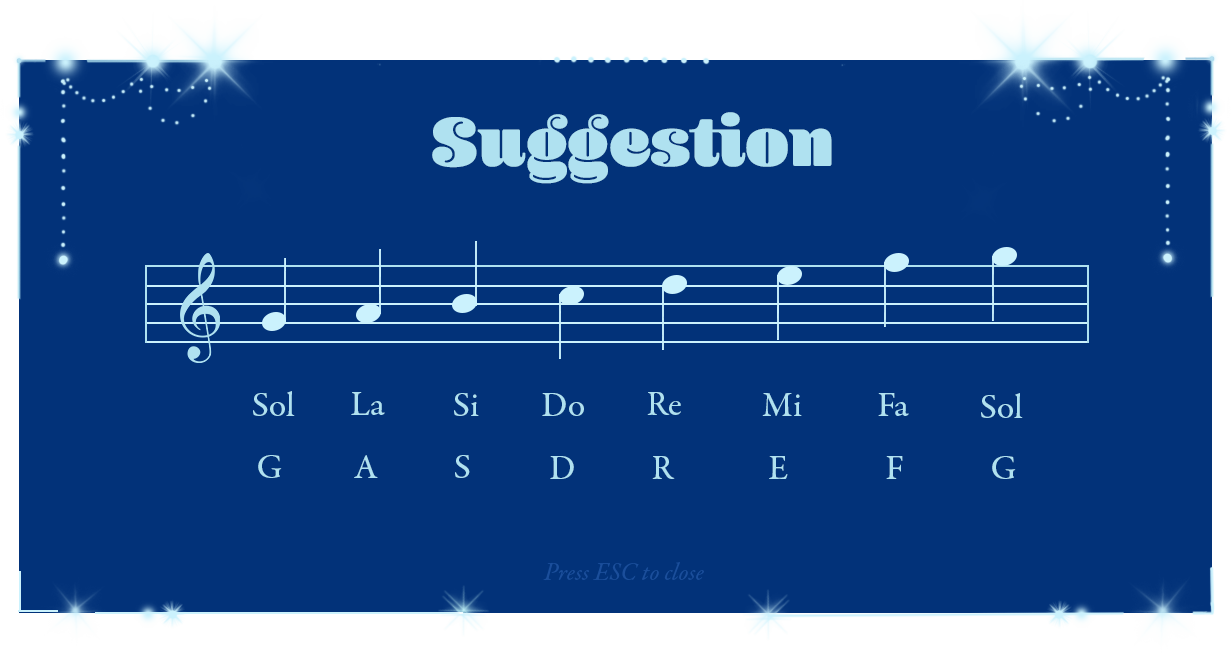 Suggestion
Sol La Si Do Re Mi Fa Sol
G A S D R E F G
Press ESC to close